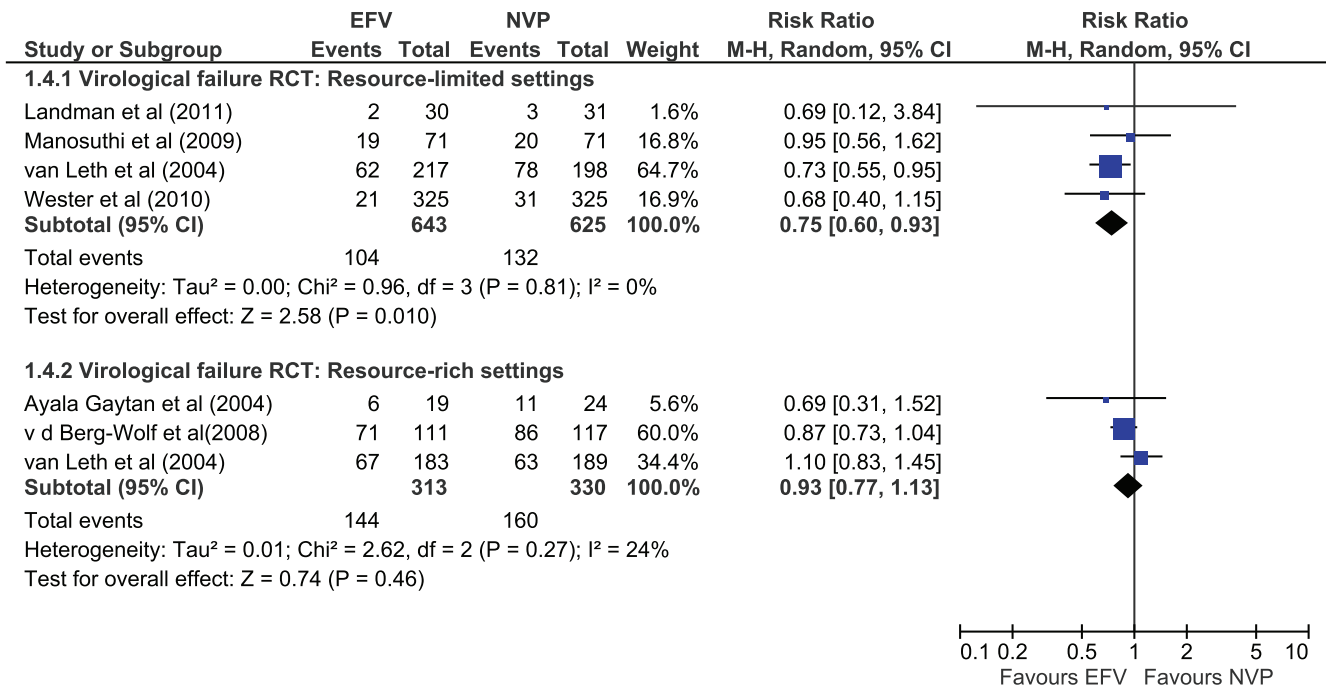 EFV NVP Risk Ratio Risk Ratio
Study or Subgroup Events Total Events Total Weight M-H, Random, 95% CI M-H, Random, 95% CI
1.4.1 Virological failure RCT: Resource-limited settings
Landman et al (2011) 2 30 3 31 1.6% 0.69 [0.12, 3.84]
Manosuthi et al (2009) 19 71 20 71 16.8% 0.95 [0.56, 1.62]
van Leth et al (2004) 62 217 78 198 64.7% 0.73 [0.55, 0.95]
Wester et al (2010) 21 325 31 325 16.9% 0.68 [0.40, 1.15]
Subtotal (95% CI) 643 625 100.0% 0.75 [0.60, 0.93]
Total events 104 132
Heterogeneity: Tau² = 0.00; Chi² = 0.96, df = 3 (P = 0.81); I² = 0%
Test for overall effect: Z = 2.58 (P = 0.010)
1.4.2 Virological failure RCT: Resource-rich settings
Ayala Gaytan et al (2004) 6 19 11 24 5.6% 0.69 [0.31, 1.52]
v d Berg-Wolf et al(2008) 71 111 86 117 60.0% 0.87 [0.73, 1.04]
van Leth et al (2004) 67 183 63 189 34.4% 1.10 [0.83, 1.45]
Subtotal (95% CI) 313 330 100.0% 0.93 [0.77, 1.13]
Total events 144 160
Heterogeneity: Tau² = 0.01; Chi² = 2.62, df = 2 (P = 0.27); I² = 24%
Test for overall effect: Z = 0.74 (P = 0.46)
0.1 0.2 0.5 1 2 5 10
Favours EFV Favours NVP